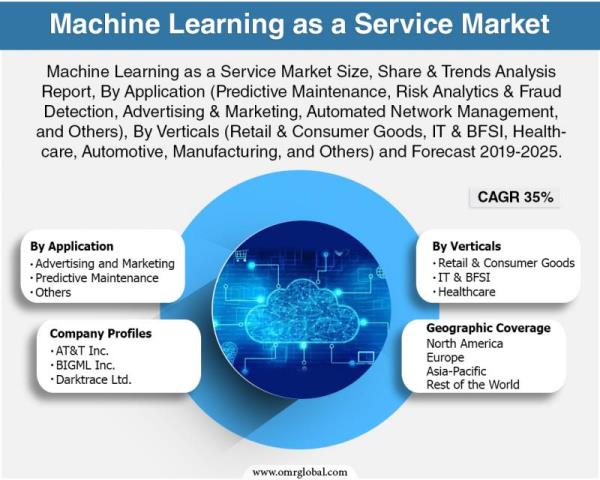 Machine Learning as a Service Market
Machine Learning as a Service Market Size, Share & Trends Analysis
Report, By Application (Predictive Maintenance, Risk Analytics & Fraud
Detection, Advertising & Marketing, Automated Network Management,
and Others), By Verticals (Retail & Consumer Goods, IT & BFSI, Health-
care, Automotive, Manufacturing, and Others) and Forecast 2019-2025.
CAGR 35%
By Application
· Advertising and Marketing
· Predictive Maintenance
· Others
By Verticals
· Retail & Consumer Goods
· IT & BFSI
· Healthcare
Company Profiles
· AT&T Inc.
· BIGML Inc.
· Darktrace Ltd.
Geographic Coverage
North America
Europe
Asia-Pacific
Rest of the World
www.omrglobal.com